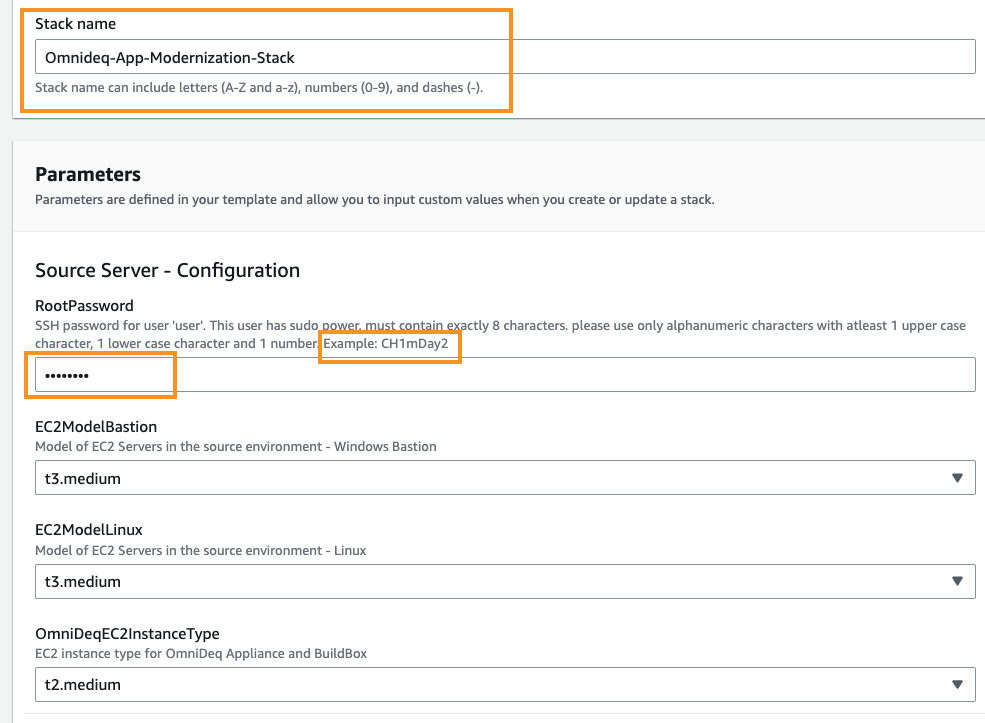 Stack name
Omnideq-App-Modernization-Stack
Stack name can include letters (A-Z and a-z), numbers (0-9), and dashes (-).
Parameters
Parameters are defined in your template and allow you to input custom values when you create or update a stack.
Source Server - Configuration
RootPassword
SSH password for user 'user'. This user has sudo power, must contain exactly 8 characters. please use only alphanumeric characters with atleast 1 upper case
character, 1 lower case character and 1 number. Example: CH1mDay2
••••••••
EC2ModelBastion
Model of EC2 Servers in the source environment - Windows Bastion
t3.medium
EC2ModelLinux
Model of EC2 Servers in the source environment - Linux
t3.medium
OmniDeqEC2InstanceType
EC2 instance type for OmniDeq Appliance and BuildBox
t2.medium